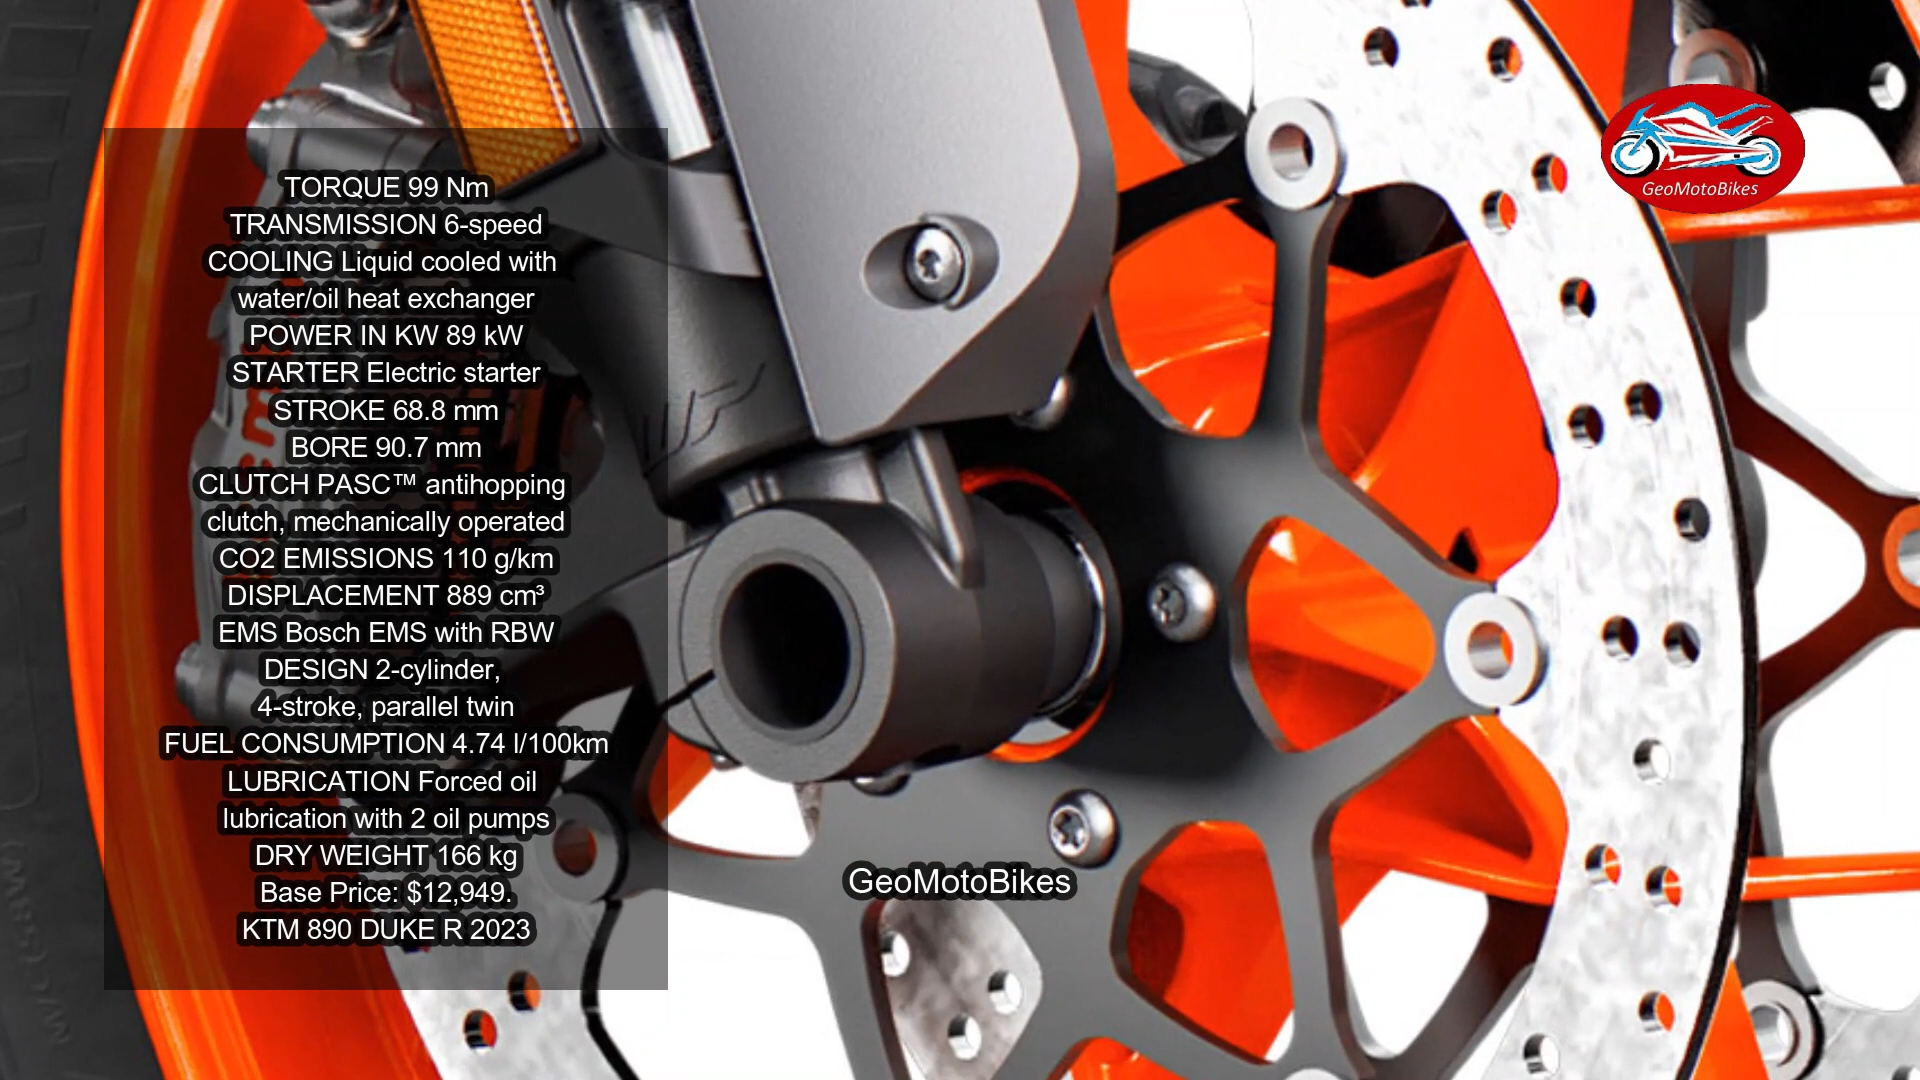 TORQUE 99 Nm
TRANSMISSION 6-speed
COOLING Liquid cooled with
water/oil heat exchanger
POWER IN KW 89 kW
STARTER Electric starter
STROKE 68.8 mm
BORE 90.7 mm
CLUTCH PASC™ antihopping
clutch, mechanically operated
CO2 EMISSIONS 110 g/km
DISPLACEMENT 889 cm³
EMS Bosch EMS with RBW
DESIGN 2-cylinder,
4-stroke, parallel twin
FUEL CONSUMPTION 4.74 l/100km
LUBRICATION Forced oil
lubrication with 2 oil pumps
DRY WEIGHT 166 kg
Base Price: $12,949.
KTM 890 DUKE R 2023
GeoMotoBikes
GeoMotoBikes
WP